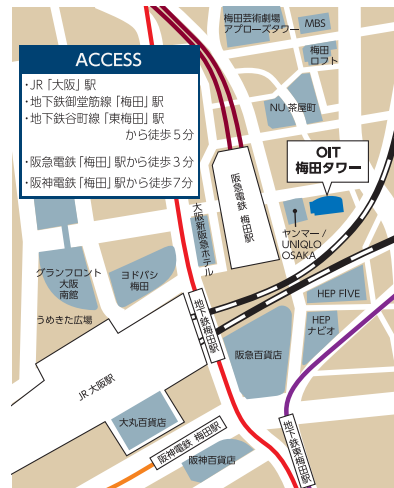 梅田芸術劇場
アプローズタワー
MBS
梅田
ロフト
ACCESS
・JR「大阪」駅
・地下鉄御堂筋線「梅田」駅
・地下鉄谷町線「東梅田」駅
から徒歩5分
・阪急電鉄「梅田」駅から徒歩3分
・阪神電鉄「梅田」駅から徒歩7分
NU 茶屋町
OIT
梅田タワー
阪急電鉄 梅田駅
大阪新阪急ホテル
ヤンマー/
UNIQLO
OSAKA
グランフロント
大阪
南館
ヨドバシ
梅田
うめきた広場
地下鉄梅田駅
HEP FIVE
HEP
ナビオ
阪急百貨店
JR 大阪駅
大丸百貨店
阪神電鉄 梅田駅
阪神百貨店
地下鉄東梅田駅